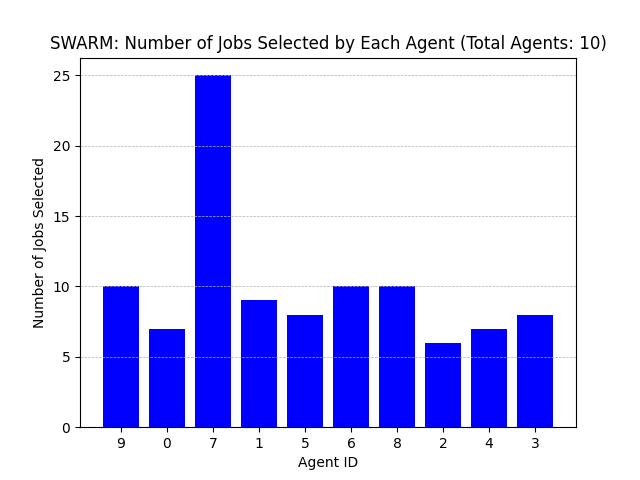 SWARM: Number of Jobs Selected by Each Agent (Total Agents: 10)
25
20
15
10
5
0
Number of Jobs Selected
9 0 7 1 5 6 8 2 4 3
Agent ID